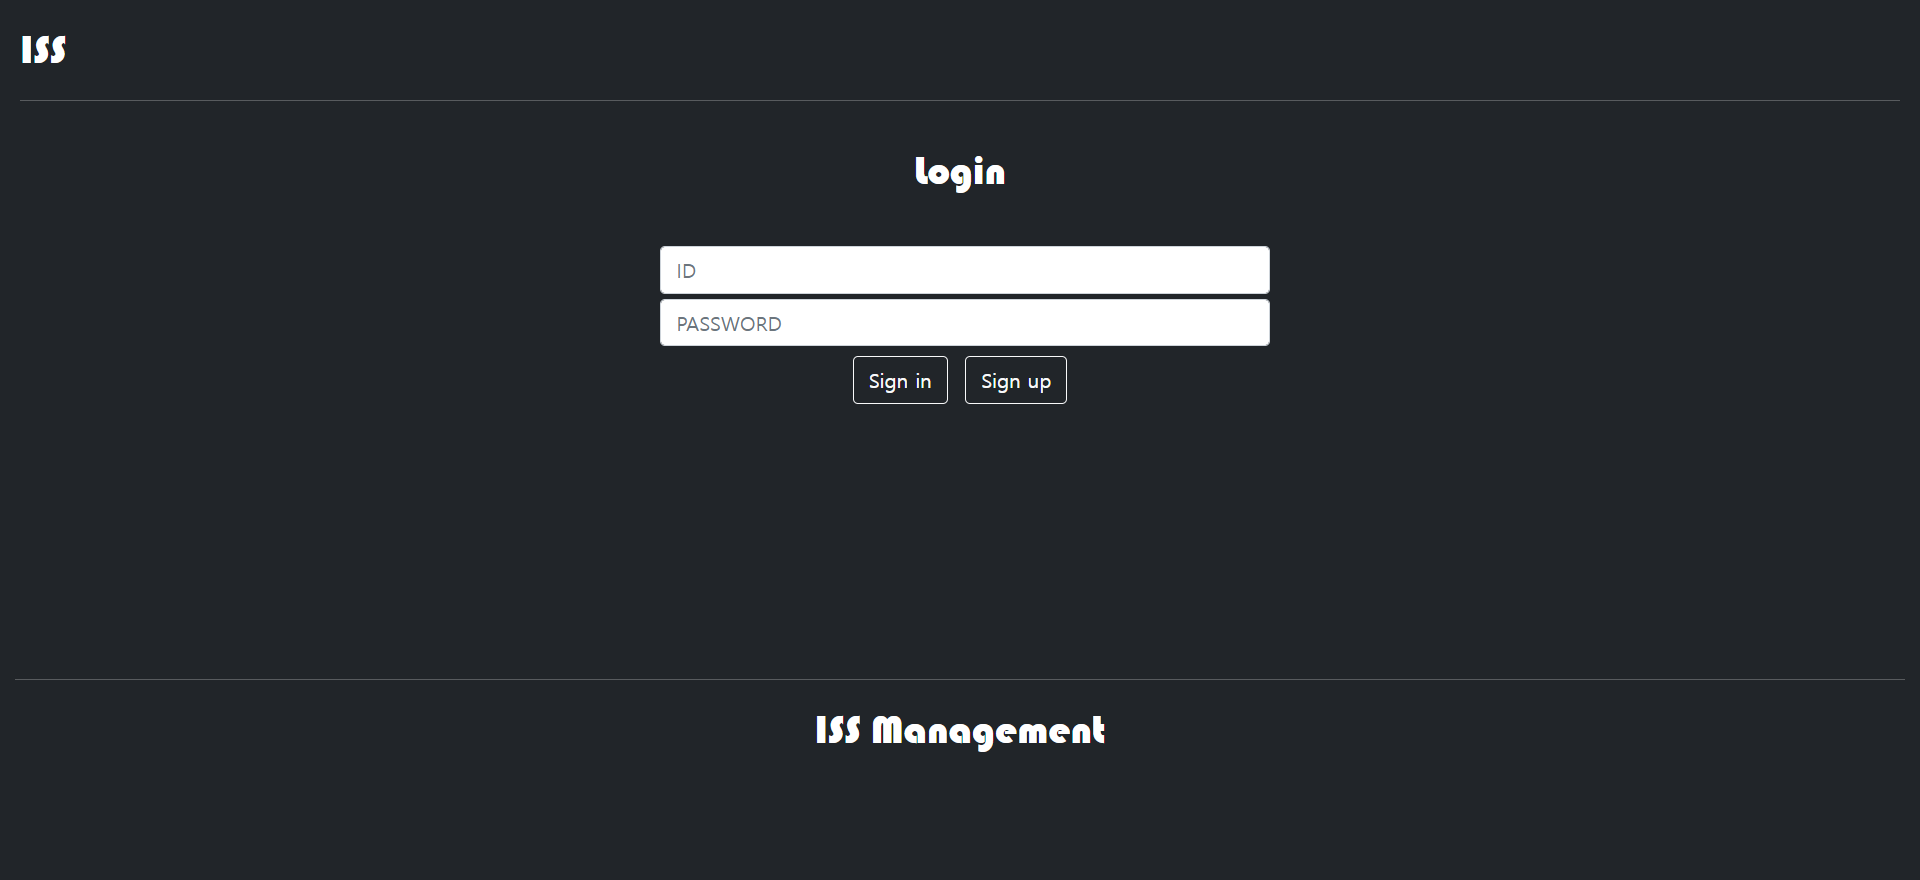 ISS
Login
ID
PASSWORD
Sign in Sign up
ISS Management